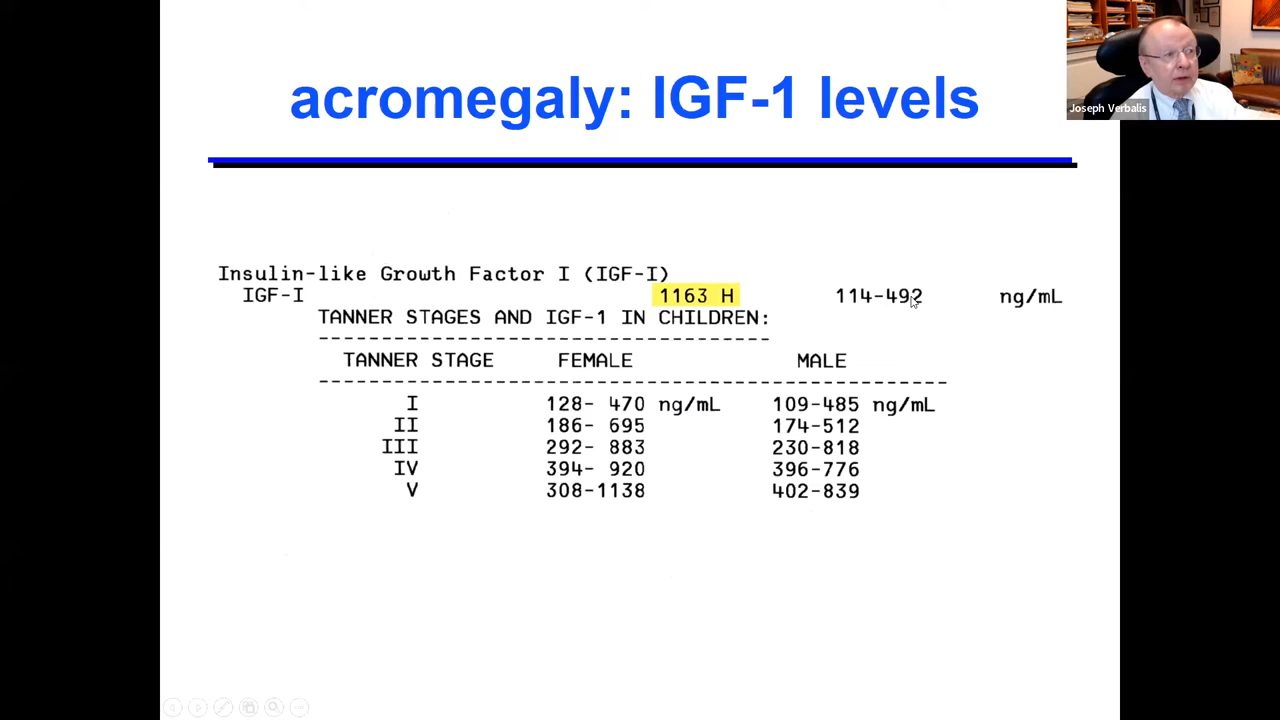 acromegaly: IGF-1 levels
Joseph Verbalis
Insulin-like Growth Factor I (IGF-I)
IGF-I 1163 H 114-492 ng/mL
TANNER STAGES AND IGF-1 IN CHILDREN:
TANNER STAGE FEMALE MALE
I 128- 470 ng/mL 109-485 ng/mL
II 186- 695 174-512
III 292- 883 230-818
IV 394- 920 396-776
V 308-1138 402-839